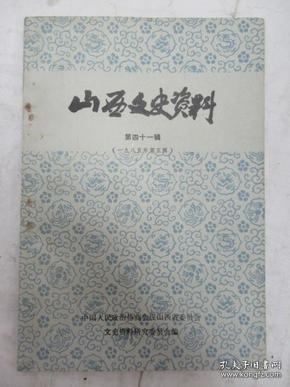 山西文史资料
第四十一辑
(一九八五年第五辑)
中国人民政治协商会议山西省委员会
文史资料研究委员会编